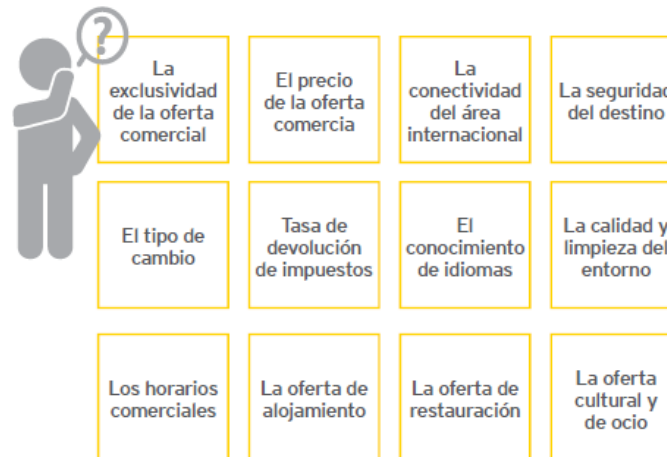 ?
La
exclusividad
de la oferta
comercial
El precio
de la oferta
comercia
La
conectividad
del área
internacional
La seguridad
del destino
El tipo de
cambio
Tasa de
devolución
de impuestos
El
conocimiento
de idiomas
La calidad y
limpieza del
entorno
Los horarios
comerciales
La oferta de
alojamiento
La oferta de
restauración
La oferta
cultural y
de ocio